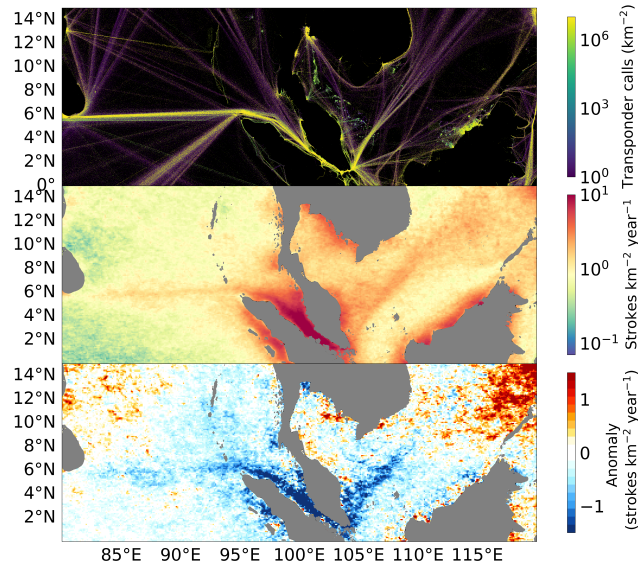 14°N
12°N
10°N
8°N
6°N
4°N
2°N
0°
10⁶
10³
10⁰
Transponder calls (km⁻²)
14°N
12°N
10°N
8°N
6°N
4°N
2°N
10¹
10⁰
10⁻¹
Strokes km⁻² year⁻¹
14°N
12°N
10°N
8°N
6°N
4°N
2°N
1
0
−1
Anomaly
(strokes km⁻² year⁻¹)
85°E 90°E 95°E 100°E 105°E 110°E 115°E